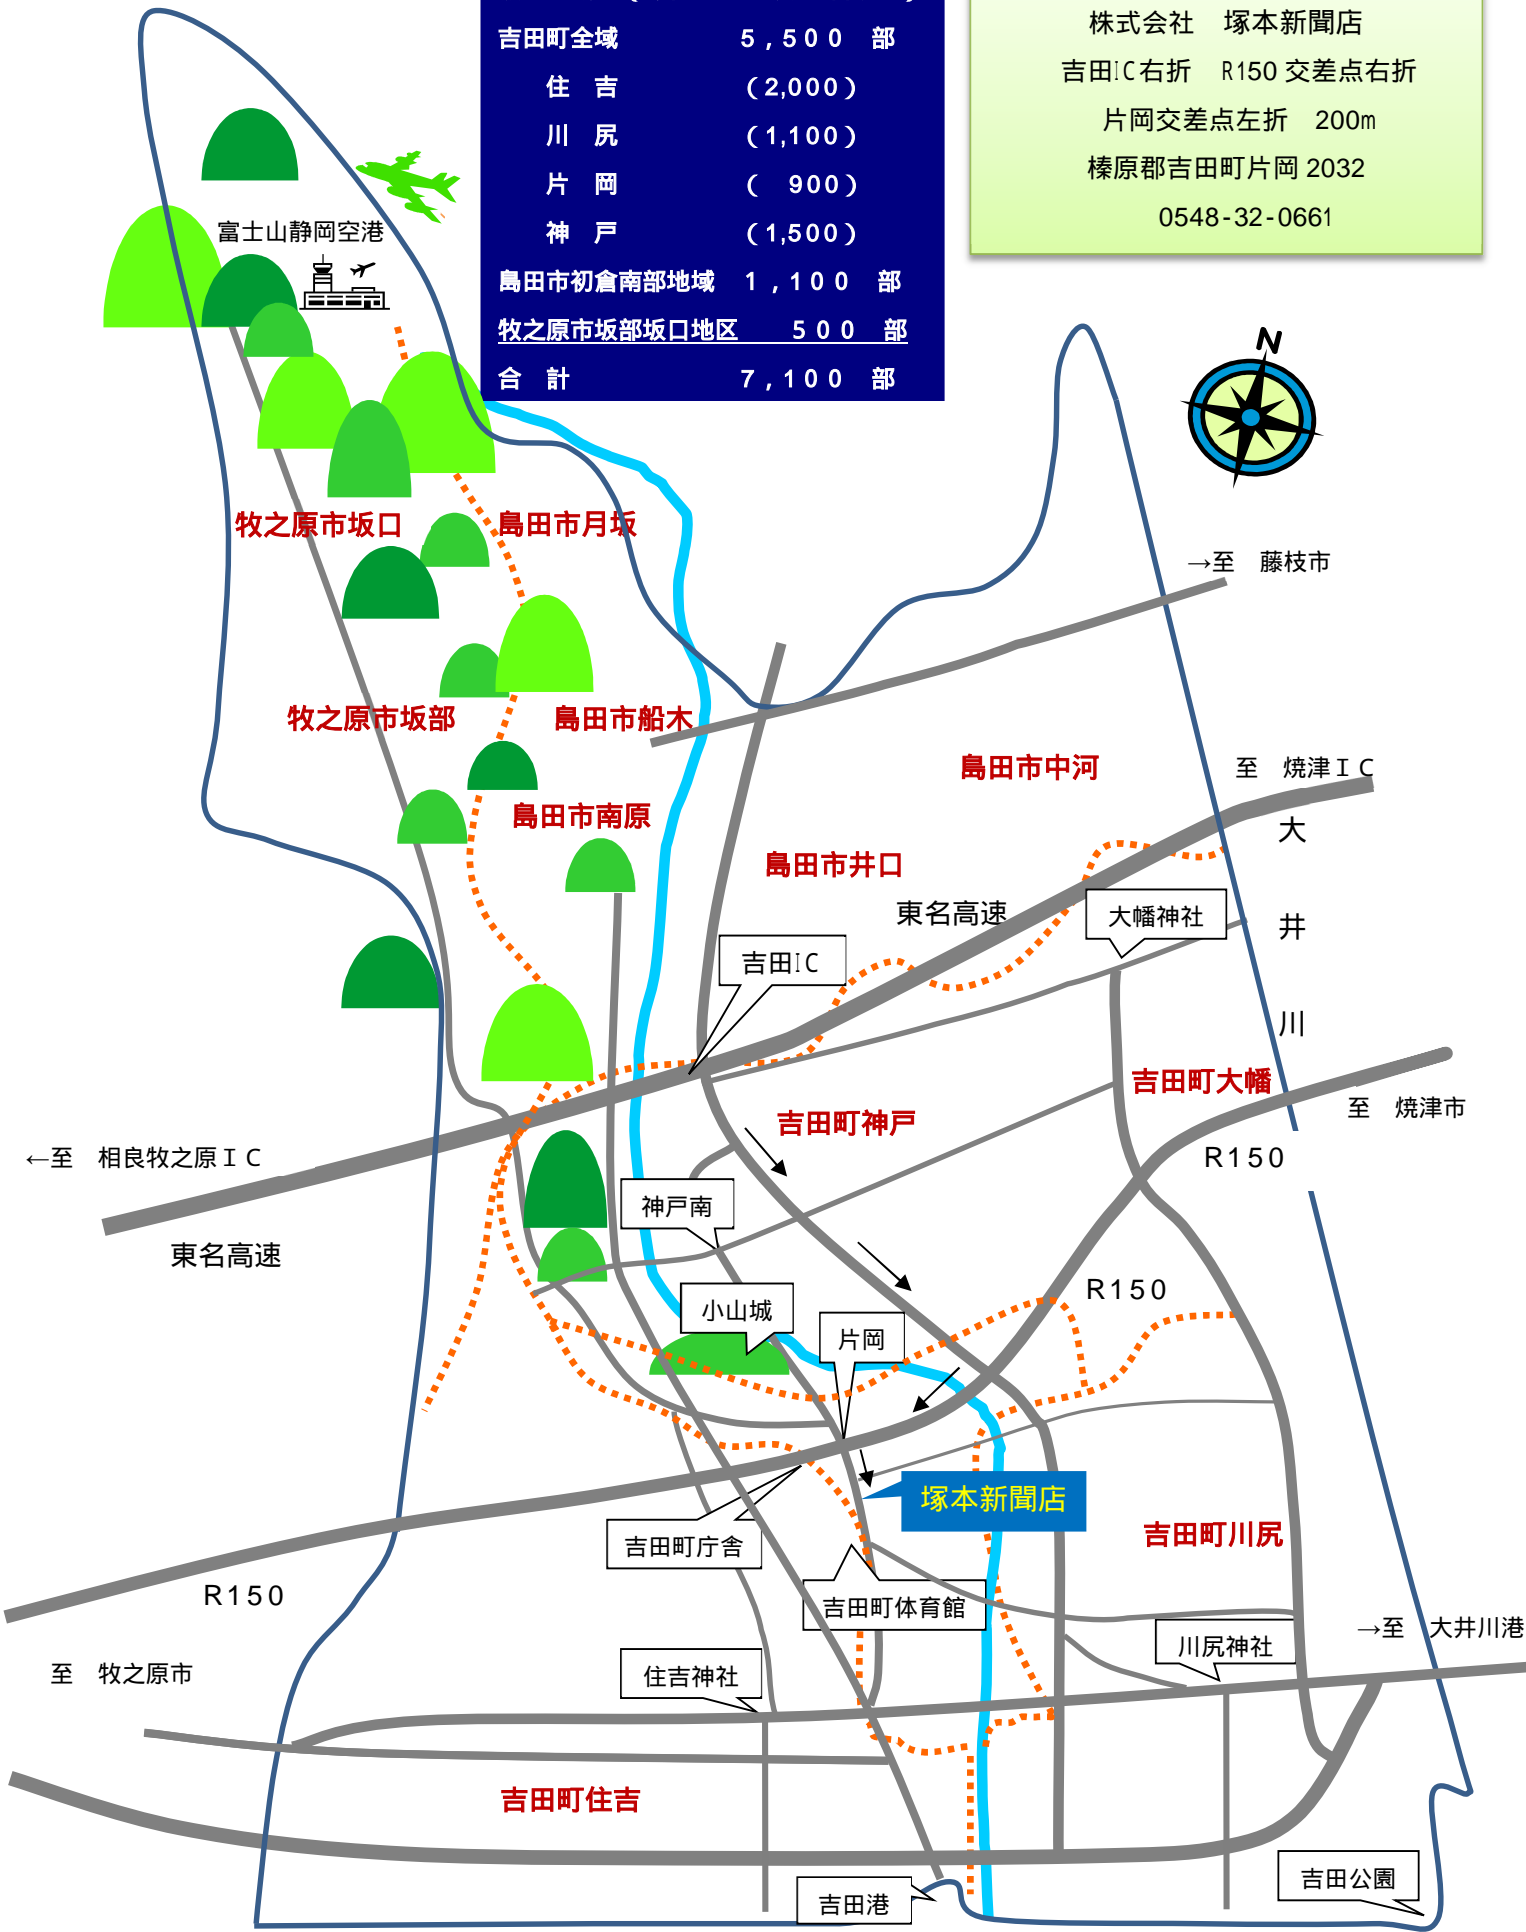 吉田町全域 5,500 部
住 吉 (2,000)
川 尻 (1,100)
片 岡 ( 900)
神 戸 (1,500)
島田市初倉南部地域 1,100 部
牧之原市坂部坂口地区 500 部
合 計 7,100 部
株式会社 塚本新聞店
吉田IC右折 R150 交差点右折
片岡交差点左折 200m
榛原郡吉田町片岡 2032
0548-32-0661
富士山静岡空港
N
牧之原市坂口
島田市月坂
→至 藤枝市
牧之原市坂部
島田市船木
島田市中河
至 焼津IC
島田市南原
大
井
川
島田市井口
東名高速
大幡神社
吉田IC
吉田町大幡
至 焼津市
吉田町神戸
R150
←至 相良牧之原IC
神戸南
東名高速
R150
小山城
片岡
塚本新聞店
吉田町川尻
吉田町庁舎
R150
吉田町体育館
→至 大井川港
川尻神社
至 牧之原市
住吉神社
吉田町住吉
吉田公園
吉田港